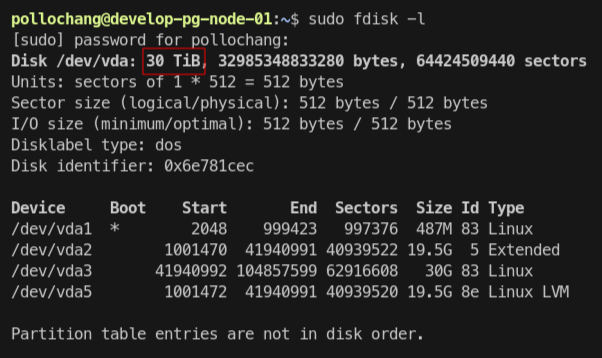 pollochang@develop-pg-node-01:~$ sudo fdisk -l
[sudo] password for pollochang:
Disk /dev/vda: 30 TiB, 32985348833280 bytes, 64424509440 sectors
Units: sectors of 1 * 512 = 512 bytes
Sector size (logical/physical): 512 bytes / 512 bytes
I/O size (minimum/optimal): 512 bytes / 512 bytes
Disklabel type: dos
Disk identifier: 0x6e781cec
Device     Boot    Start       End  Sectors  Size Id Type
/dev/vda1  *        2048    999423   997376  487M 83 Linux
/dev/vda2        1001470  41940991 40939522 19.5G  5 Extended
/dev/vda3       41940992 104857599 62916608   30G 83 Linux
/dev/vda5        1001472  41940991 40939520 19.5G 8e Linux LVM
Partition table entries are not in disk order.